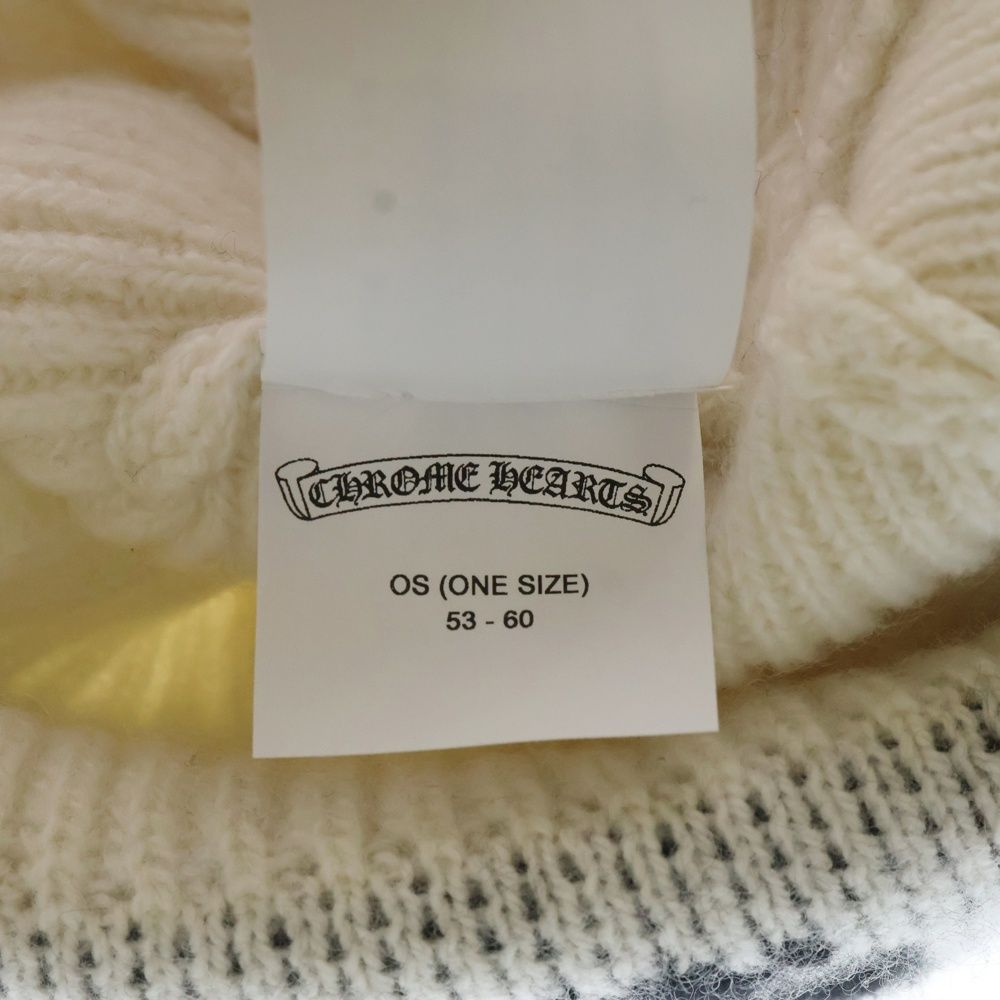 CHROME HEARTS
OS (ONE SIZE)
53 - 60